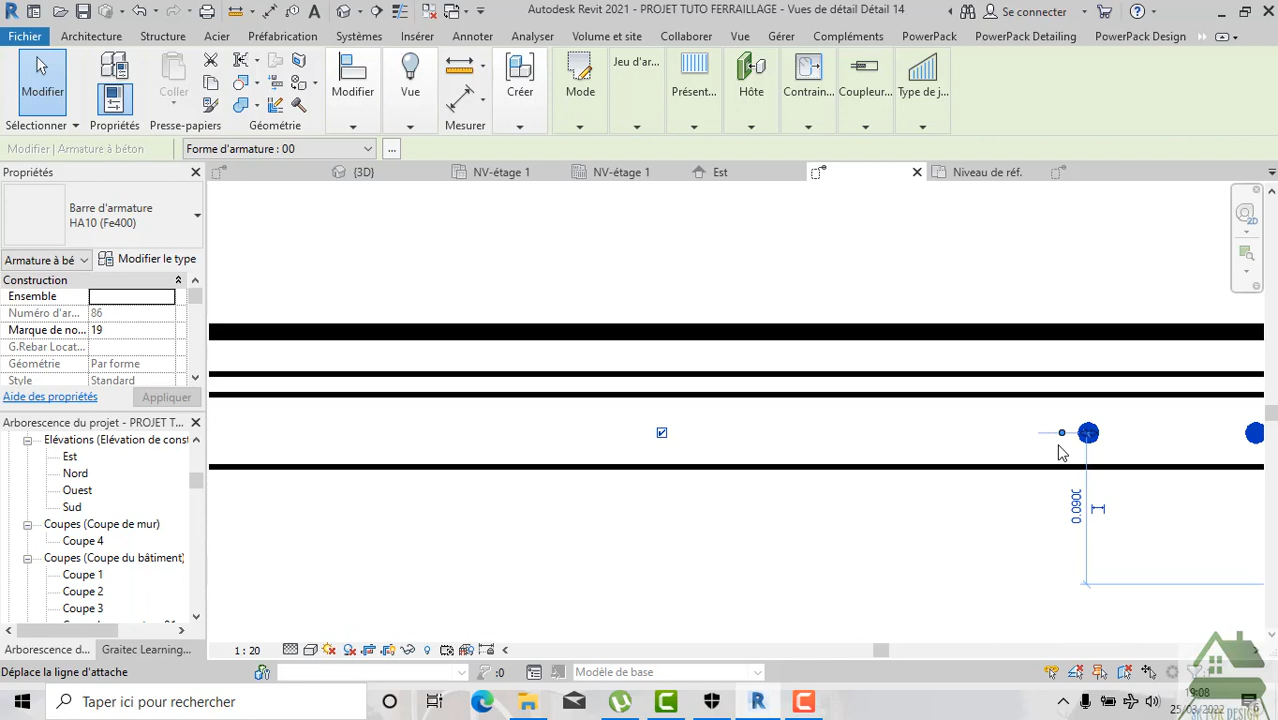 Autodesk Revit 2021 - PROJET TUTO FERRAILLAGE - Vues de détail Détail 14
Se connecter
Fichier Architecture Structure Acier Préfabrication Systèmes Insérer Annoter Analyser Volume et site Collaborer Vue Gérer Compléments PowerPack PowerPack Detailing PowerPack Design
Modifier Coller Modifier Vue Créer Mode Jeu d'ar... Présent... Hôte Contrain... Coupleur... Type de j...
Sélectionner Propriétés Presse-papiers Géométrie Mesurer
Modifier | Armature à béton Forme d'armature : 00 ...
Propriétés {3D} NV-étage 1 NV-étage 1 Est Niveau de réf.
Barre d'armature
HA10 (Fe400)
Armature à bé Modifier le type
Construction
Ensemble
Numéro d'ar... 86
Marque de no... 19
G.Rebar Locat...
Géométrie Par forme
Style Standard
Aide des propriétés Appliquer
Arborescence du projet - PROJET T...
Elévations (Elévation de const
Est
Nord
Ouest
Sud
Coupes (Coupe de mur)
Coupe 4
Coupes (Coupe du bâtiment)
Coupe 1
Coupe 2
Coupe 3
0.0900
2D
Arborescence d... Graitec Learning... 1 : 20
Déplace la ligne d'attache :0 Modèle de base
Taper ici pour rechercher
19:08
25/03/2022